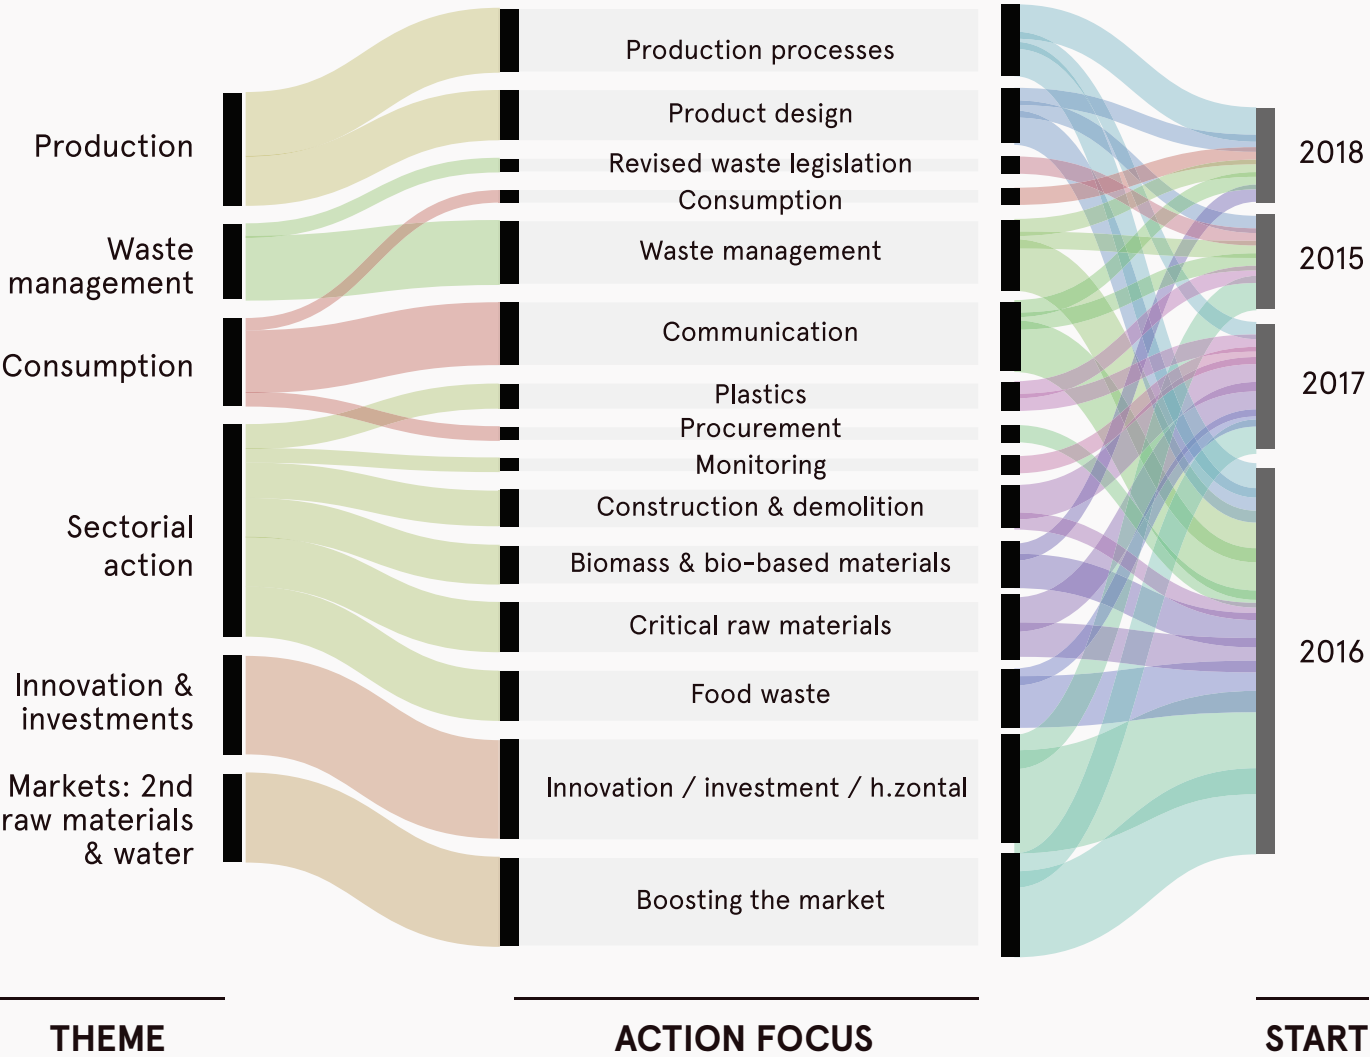 Production
Waste
management
Consumption
Sectorial
action
Innovation &
investments
Markets: 2nd
raw materials
& water
Production processes
Product design
Revised waste legislation
Consumption
Waste management
Communication
Plastics
Procurement
Monitoring
Construction & demolition
Biomass & bio-based materials
Critical raw materials
Food waste
Innovation / investment / h.zontal
Boosting the market
2018
2015
2017
2016
THEME
ACTION FOCUS
START